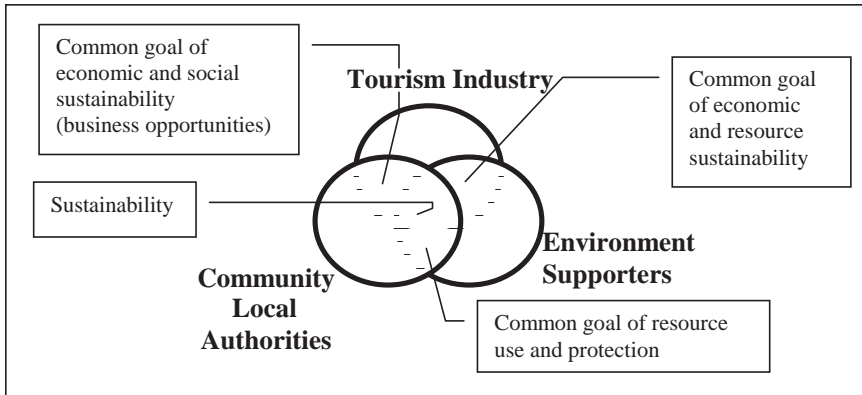 Common goal of
economic and social
sustainability
(business opportunities)
Tourism Industry
Common goal
of economic
and resource
sustainability
Sustainability
Environment
Supporters
Community
Local
Authorities
Common goal of resource
use and protection